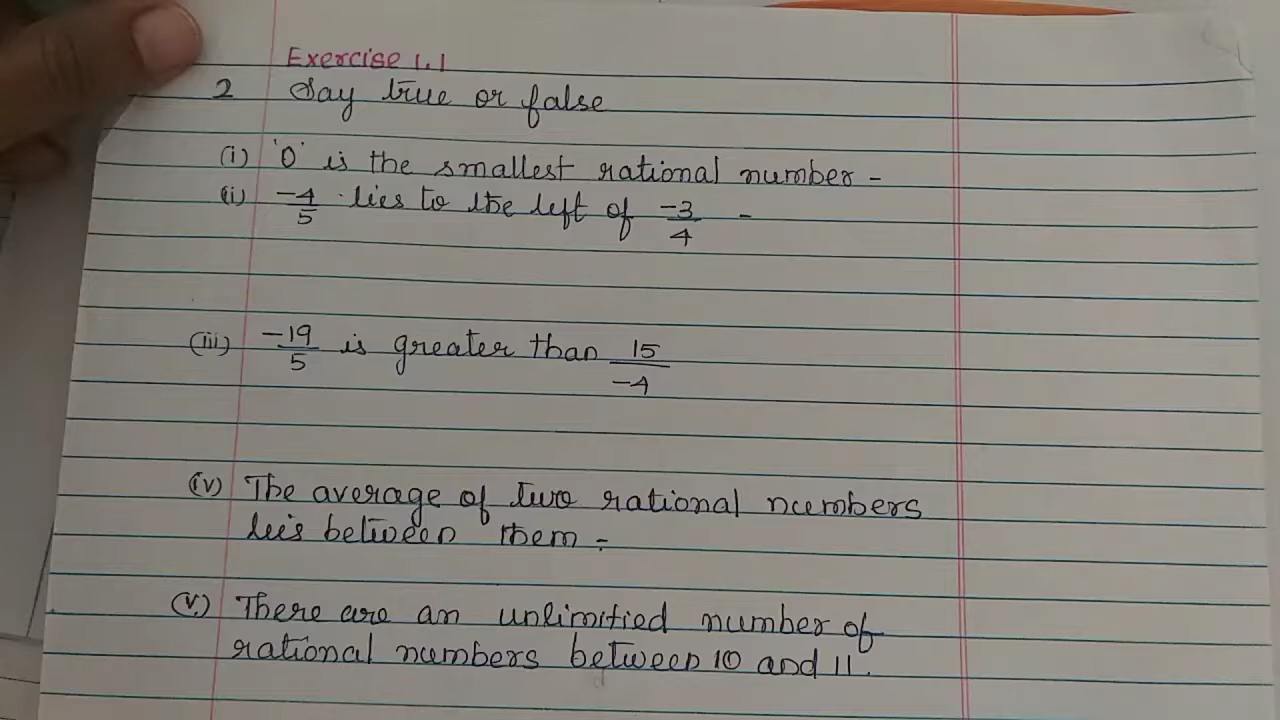 Exercise 1.1
2 Say true or false
(i) '0' is the smallest rational number -
(i) -4/5 · lies to the left of -3/4 -
(iii) -19/5 is greater than 15/-4
(iv) The average of two rational numbers
lies between them -
(v.) There are an unlimitied number of
rational numbers between 10 and 11.